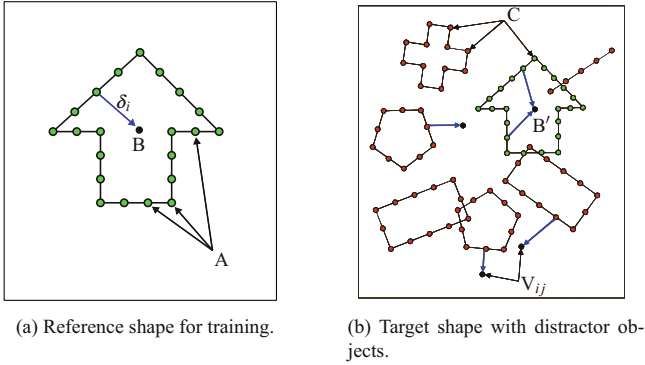 δi
B
A
(a) Reference shape for training.
C
B′
Vij
(b) Target shape with distractor ob-
jects.